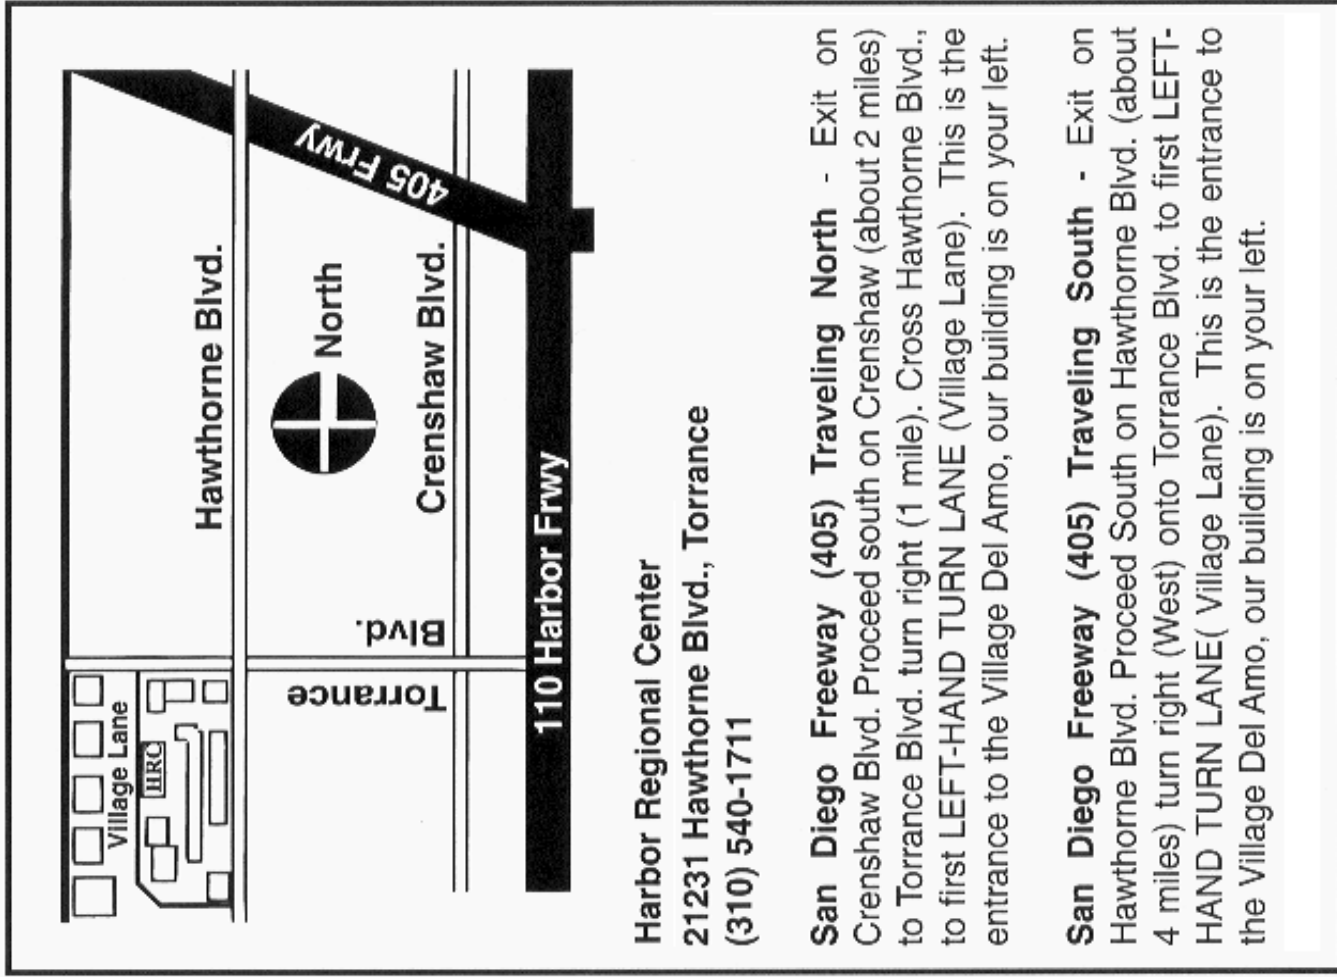 405 Frwy
Hawthorne Blvd.
North
Crenshaw Blvd.
110 Harbor Frwy
Torrance
Blvd.
Village Lane
HRC
Harbor Regional Center
21231 Hawthorne Blvd., Torrance
(310) 540-1711
San Diego Freeway (405) Traveling North - Exit on
Crenshaw Blvd. Proceed south on Crenshaw (about 2 miles)
to Torrance Blvd. turn right (1 mile). Cross Hawthorne Blvd.,
to first LEFT-HAND TURN LANE (Village Lane). This is the
entrance to the Village Del Amo, our building is on your left.
San Diego Freeway (405) Traveling South - Exit on
Hawthorne Blvd. Proceed South on Hawthorne Blvd. (about
4 miles) turn right (West) onto Torrance Blvd. to first LEFT-
HAND TURN LANE( Village Lane). This is the entrance to
the Village Del Amo, our building is on your left.